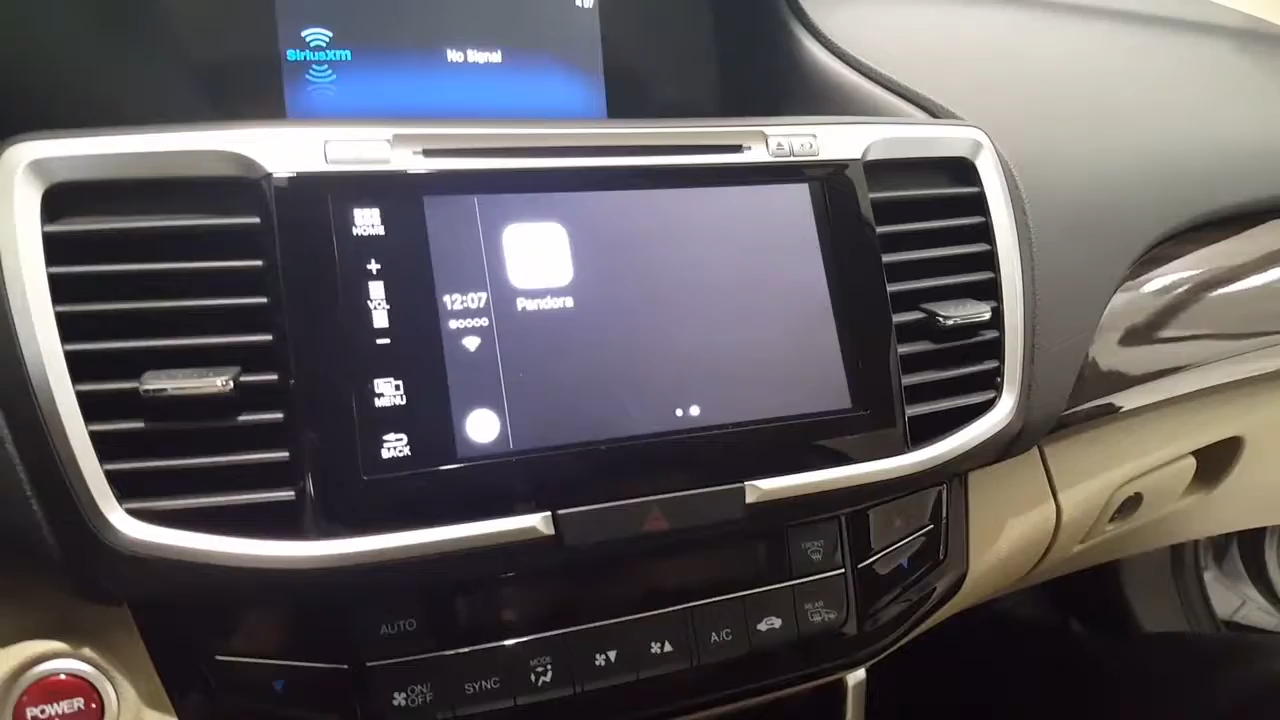 SiriusXM
No Signal
HOME
+
VOL
-
MENU
BACK
12:07
Pandora
FRONT
REAR
AUTO
ON/
OFF
SYNC
MODE
A/C
POWER